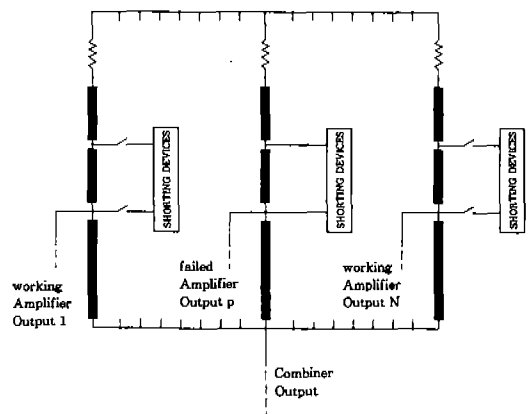 SHORTING DEVICES
SHORTING DEVICES
SHORTING DEVICES
working
Amplifier
Output 1
failed
Amplifier
Output p
working
Amplifier
Output N
Combiner
Output